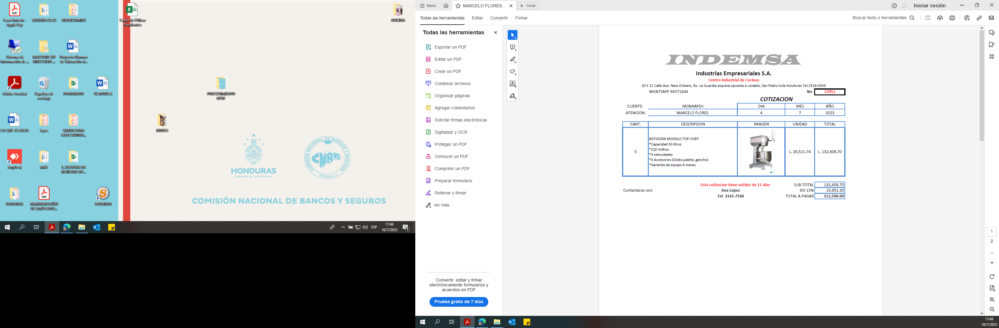 Caso Fintech -
Apple Pay
ENGLISH CLAS
FIEDEICOMISO
Copia de Pólizas
Pendientes
OFICINA
Sistema de
Información de ...
MAESTRIA EN
DIRECCION ...
Proyecto Normas
de Valoración d...
Adobe Acrobat
Papelera de
reciclaje
PATRONATO
PLANTILLA
PROCEDIMIENTO
GPUF
LO QUE TE FALTA
leyes
LIBROS PARA
LEER CODIGO...
JUDITH
AnyDesk
MAE
1. JEFATURA DE
REGISTRO GP...
PERSONAL
REMUNERACIÓN
DE EMPLEADO...
SAPERION
HONDURAS
GOBIERNO DE LA REPÚBLICA
COMISION NACIONAL DE BANCOS Y SEGUROS
CNBS
HONDURAS, C.A.
COMISIÓN NACIONAL DE BANCOS Y SEGUROS
ESP
17:49
10/7/2023
1
Menú
MARCELO FLORES...
Crear
Iniciar sesión
Todas las herramientas
Editar
Convertir
Firmar
Buscar texto o herramientas
Todas las herramientas
Exportar un PDF
Editar un PDF
Crear un PDF
Combinar archivos
Organizar páginas
Agregar comentarios
Solicitar firmas electrónicas
Digitalizar y OCR
Proteger un PDF
Censurar un PDF
Comprimir un PDF
Preparar formulario
Rellenar y firmar
Ver más
Convertir, editar y firmar
electrónicamente formularios y
acuerdos en PDF
Prueba gratis de 7 días
INDEMSA
Industrias Empresariales S.A.
Centro Industrial de Cocinas
20 Y 21 Calle Ave. New Orleans, Bo. La Guardia esquina opuesta a Lovable, San Pedro Sula Honduras Tel.2516-0339
WHATSAPP 94571834 No. 23052
COTIZACION
CLIENTE: MOKAAPEH DIA MES AÑO
ATENCION: MARCELO FLORES 4 7 2023
CANT. DESCRIPCION IMAGEN UNIDAD TOTAL
BATIDORA MODELO TOP CHEP:
*Capacidad 30 litros
*220 Voltios
5 *3 velocidades L. 26,521.74 L. 132,608.70
*3 Accesorios (Globo,paleta ,gancho)
*Garantia de equipo 6 meses
Esta cotizacion tiene validez de 15 dias SUB-TOTAL 132,608.70
Contactarse con: Ana Lopez ISV 15% 19,891.30
Tel. 3165-7546 TOTAL A PAGAR 152,500.00
1
2
17:49
10/7/2023